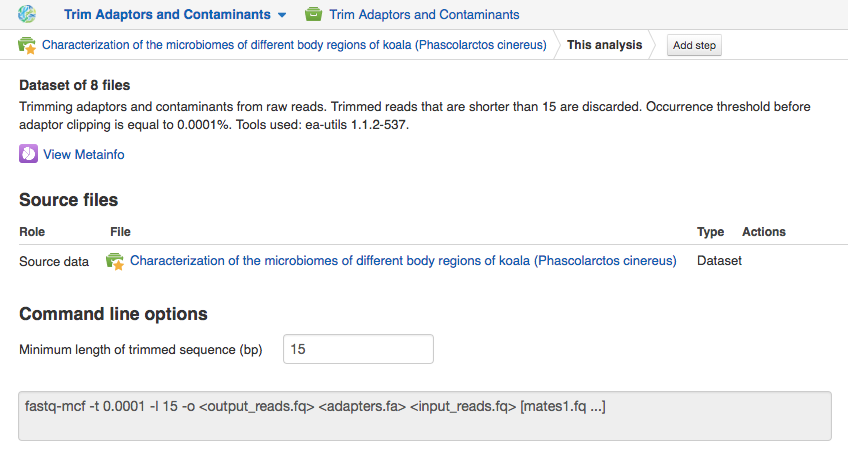 Trim Adaptors and Contaminants Trim Adaptors and Contaminants
Characterization of the microbiomes of different body regions of koala (Phascolarctos cinereus) This analysis Add step
Dataset of 8 files
Trimming adaptors and contaminants from raw reads. Trimmed reads that are shorter than 15 are discarded. Occurrence threshold before
adaptor clipping is equal to 0.0001%. Tools used: ea-utils 1.1.2-537.
View Metainfo
Source files
Role File Type Actions
Source data Characterization of the microbiomes of different body regions of koala (Phascolarctos cinereus) Dataset
Command line options
Minimum length of trimmed sequence (bp) 15
fastq-mcf -t 0.0001 -l 15 -o <output_reads.fq> <adapters.fa> <input_reads.fq> [mates1.fq ...]